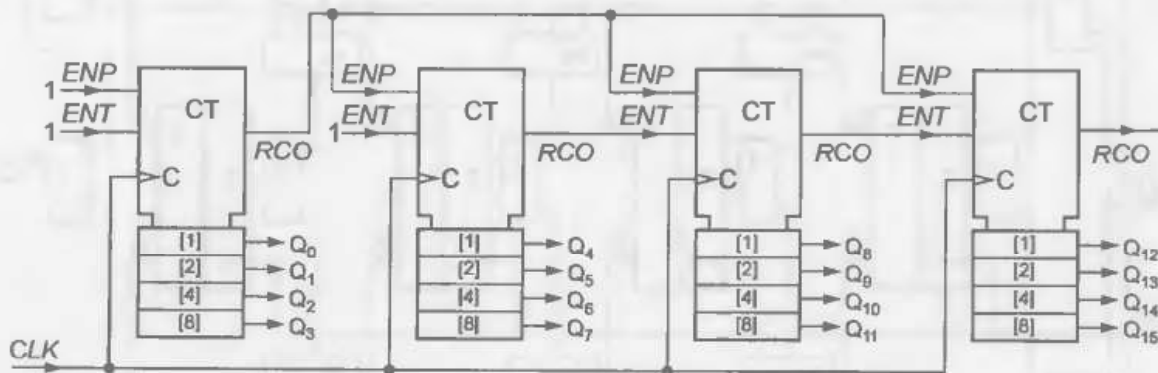 1 ENP
1 ENT
CT
C
RCO
[1] Q0
[2] Q1
[4] Q2
[8] Q3
ENP
1 ENT
CT
C
RCO
[1] Q4
[2] Q5
[4] Q6
[8] Q7
ENP
ENT
CT
C
RCO
[1] Q8
[2] Q9
[4] Q10
[8] Q11
ENP
ENT
CT
C
RCO
[1] Q12
[2] Q13
[4] Q14
[8] Q15
CLK